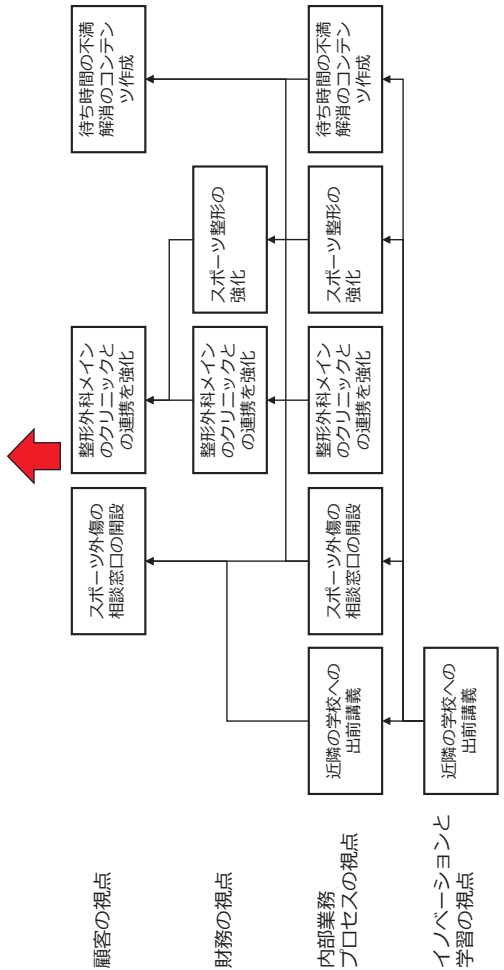 顧客の視点
スポーツ外傷の
相談窓口の開設
整形外科メイン
のクリニックと
の連携を強化
待ち時間の不満
解消のコンテン
ツ作成
財務の視点
整形外科メイン
のクリニックと
の連携を強化
スポーツ整形の
強化
内部業務
プロセスの視点
近隣の学校への
出前講義
スポーツ外傷の
相談窓口の開設
整形外科メイン
のクリニックと
の連携を強化
スポーツ整形の
強化
待ち時間の不満
解消のコンテン
ツ作成
イノベーションと
学習の視点
近隣の学校への
出前講義